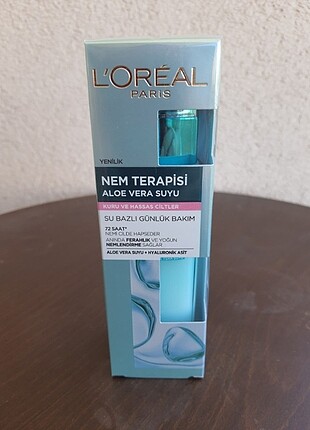 L'ORÉAL
PARIS
YENİLİK
NEM TERAPİSİ
ALOE VERA SUYU
KURU VE HASSAS CİLTLER
SU BAZLI GÜNLÜK BAKIM
72 SAAT*
NEMİ CİLDE HAPSEDER
ANINDA FERAHLIK VE YOĞUN
NEMLENDİRME SAĞLAR
ALOE VERA SUYU + HYALURONİK ASİT